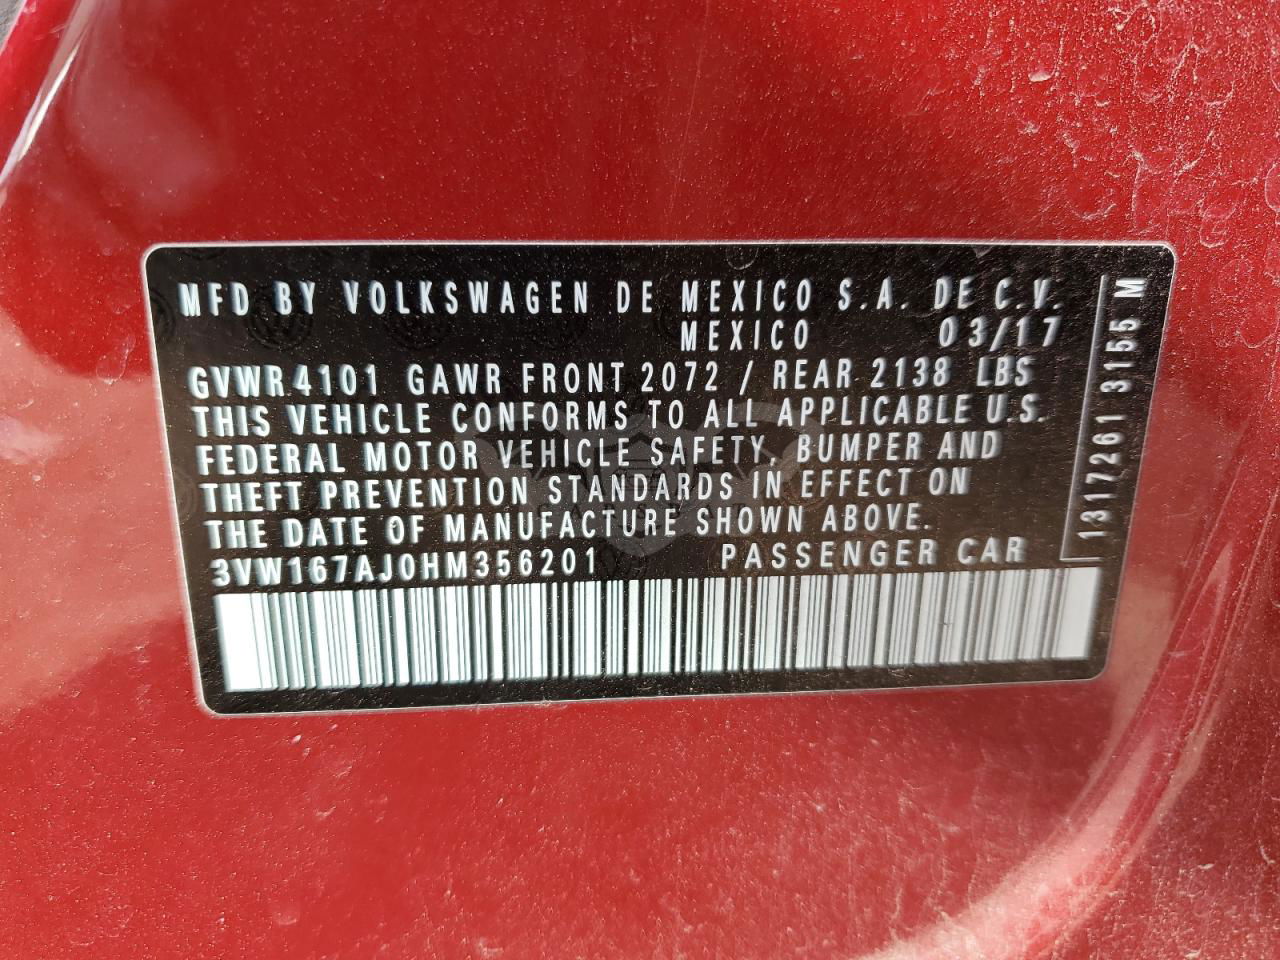 MFD BY VOLKSWAGEN DE MEXICO S.A. DE C.V.
MEXICO 03/17
GVWR 4101 GAWR FRONT 2072 / REAR 2138 LBS
THIS VEHICLE CONFORMS TO ALL APPLICABLE U.S.
FEDERAL MOTOR VEHICLE SAFETY, BUMPER AND
THEFT PREVENTION STANDARDS IN EFFECT ON
THE DATE OF MANUFACTURE SHOWN ABOVE.
3VW167AJ0HM356201 PASSENGER CAR
1317261 3155 M